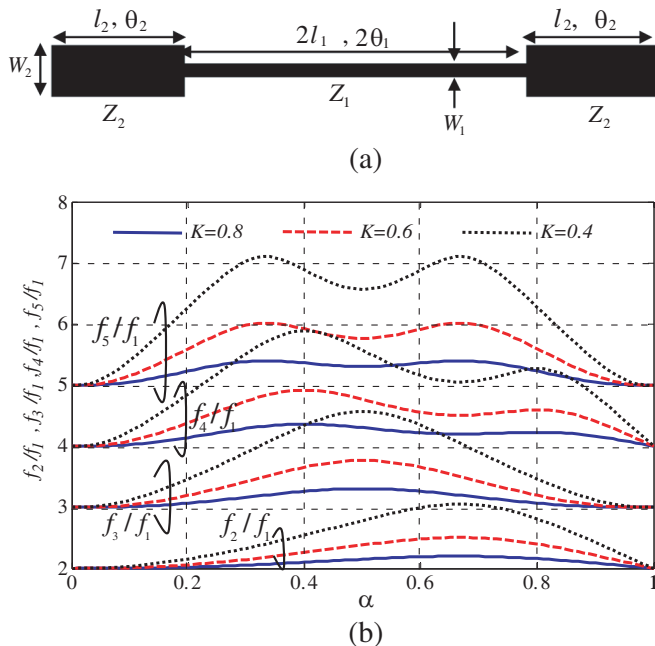 l₂, θ₂
2l₁ , 2θ₁
l₂, θ₂
W₂
Z₂
Z₁
W₁
Z₂
(a)
f₂/f₁ , f₃/f₁ ,f₄/f₁ , f₅/f₁
8
7
6
5
4
3
2
K=0.8
K=0.6
K=0.4
f₅/f₁
f₄/f₁
f₃/f₁
f₂/f₁
0
0.2
0.4
0.6
0.8
1
α
(b)